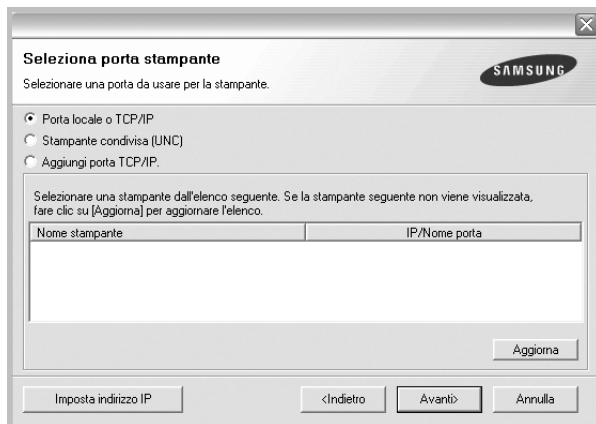 Seleziona porta stampante
Selezionare una porta da usare per la stampante.
SAMSUNG
Porta locale o TCP/IP
Stampante condivisa (UNC)
Aggiungi porta TCP/IP.
Selezionare una stampante dall'elenco seguente. Se la stampante seguente non viene visualizzata,
fare clic su [Aggiorna] per aggiornare l'elenco.
Nome stampante IP/Nome porta
Aggiorna
Imposta indirizzo IP <Indietro Avanti> Annulla